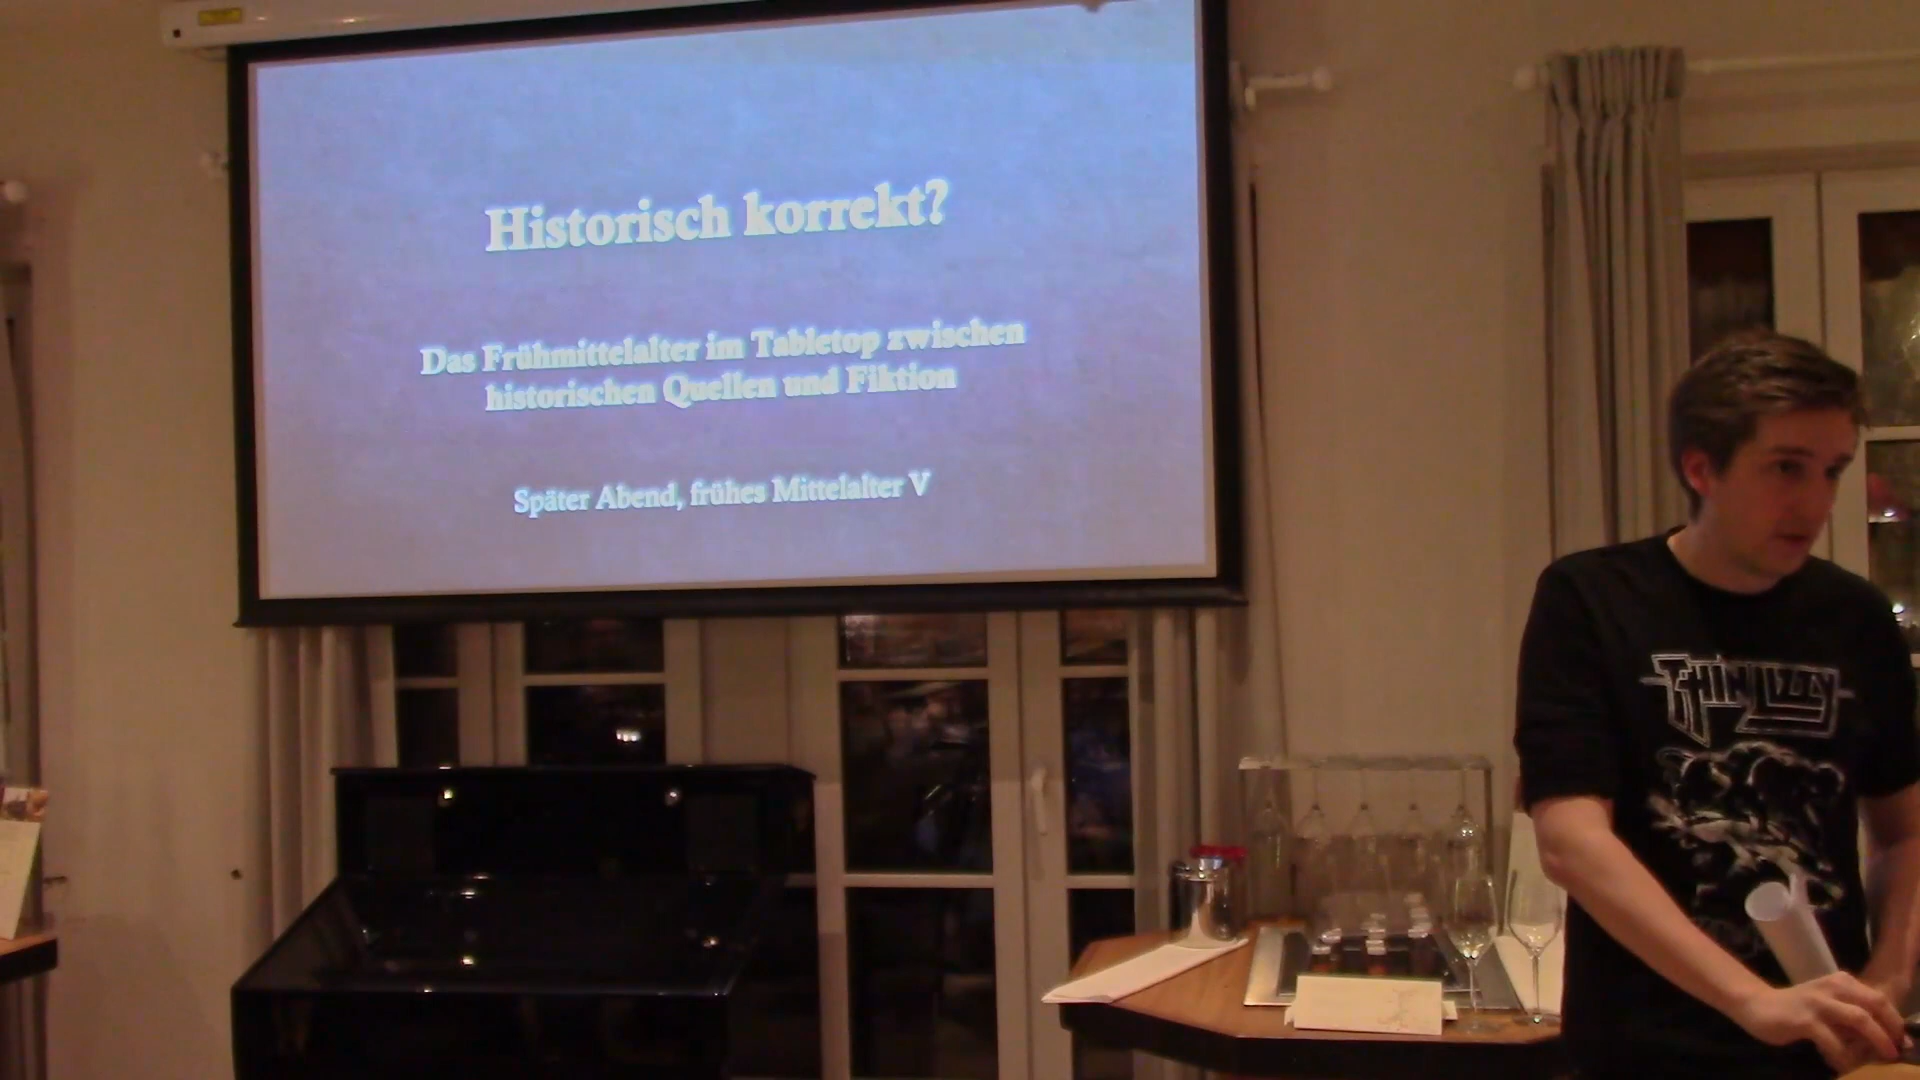 Historisch korrekt?
Das Frühmittelalter im Tabletop zwischen
historischen Quellen und Fiktion
Später Abend, frühes Mittelalter V
THIN LIZZY